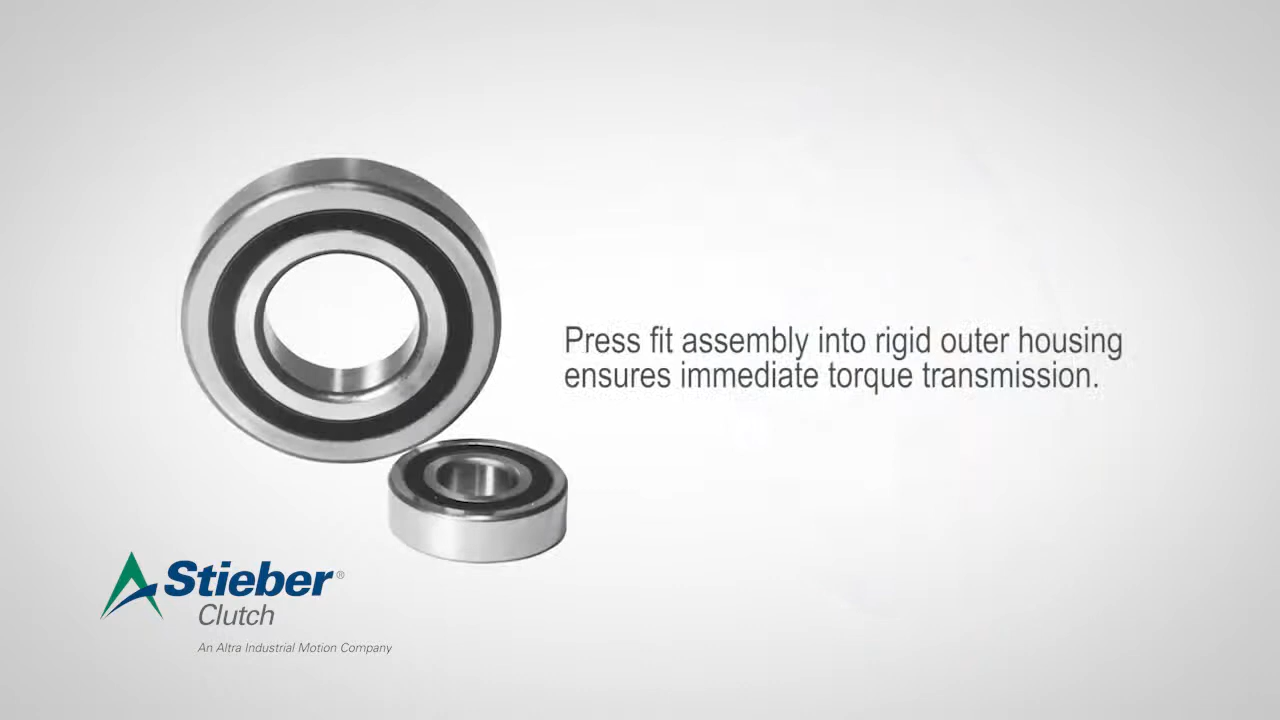 Press fit assembly into rigid outer housing
ensures immediate torque transmission.
Stieber®
Clutch
An Altra Industrial Motion Company